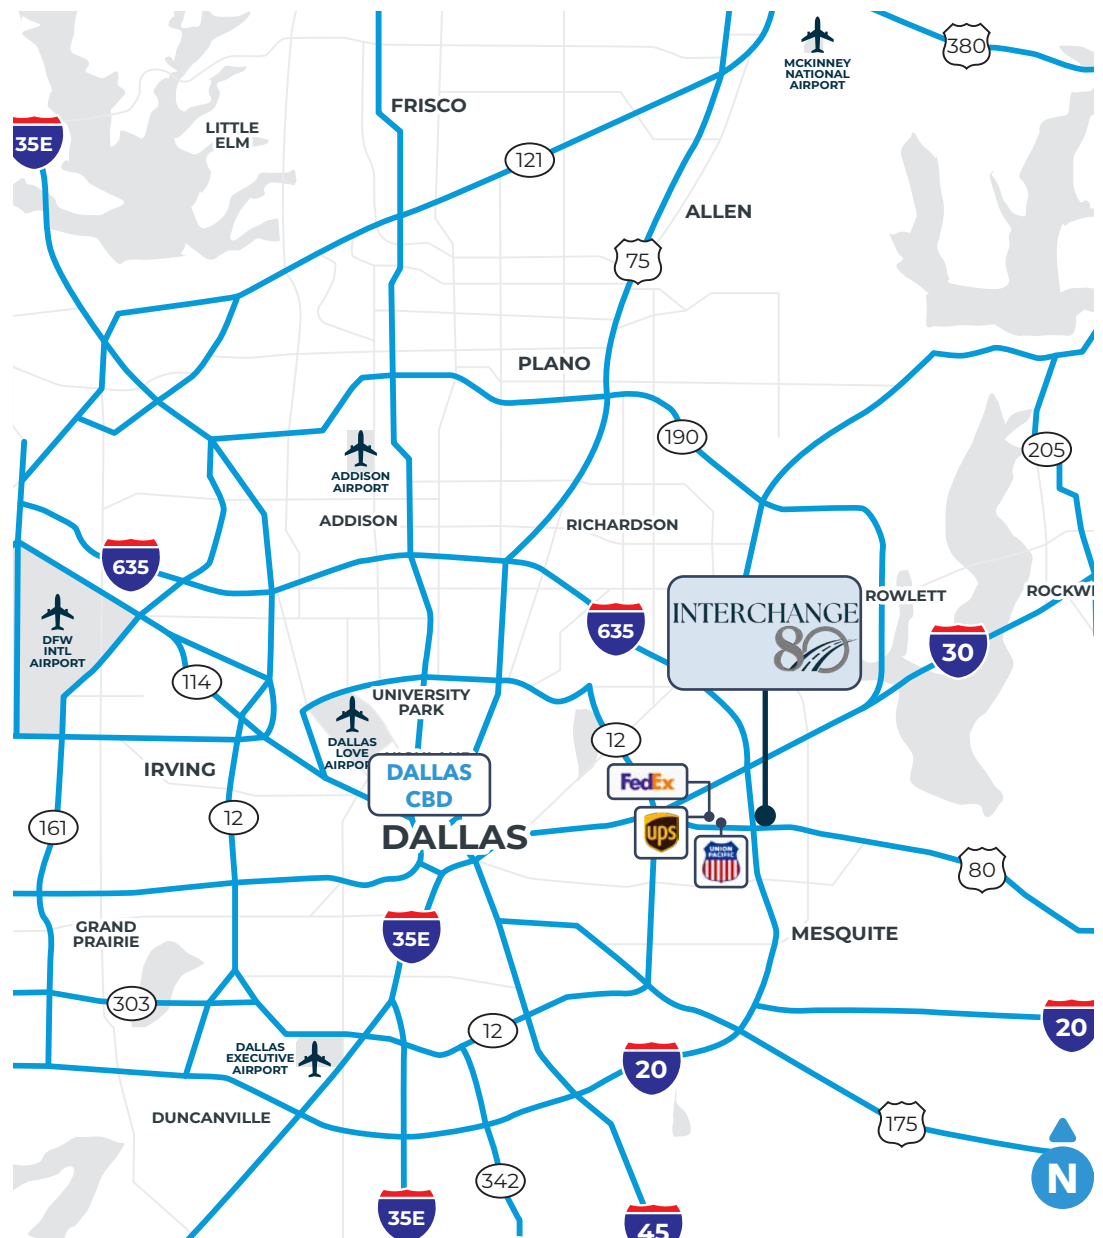 380
MCKINNEY
NATIONAL
AIRPORT
FRISCO
LITTLE
ELM
35E
121
ALLEN
75
PLANO
190
205
ADDISON
AIRPORT
ADDISON
RICHARDSON
635
DFW
INTL
AIRPORT
635
INTERCHANGE
80
ROWLETT
ROCKW
30
114
UNIVERSITY
PARK
DALLAS
LOVE
AIRPOR
12
IRVING
DALLAS
CBD
FedEx
161
12
DALLAS
ups
UNION
PACIFIC
80
GRAND
PRAIRIE
35E
MESQUITE
303
12
20
DALLAS
EXECUTIVE
AIRPORT
20
DUNCANVILLE
175
342
N
35E
45